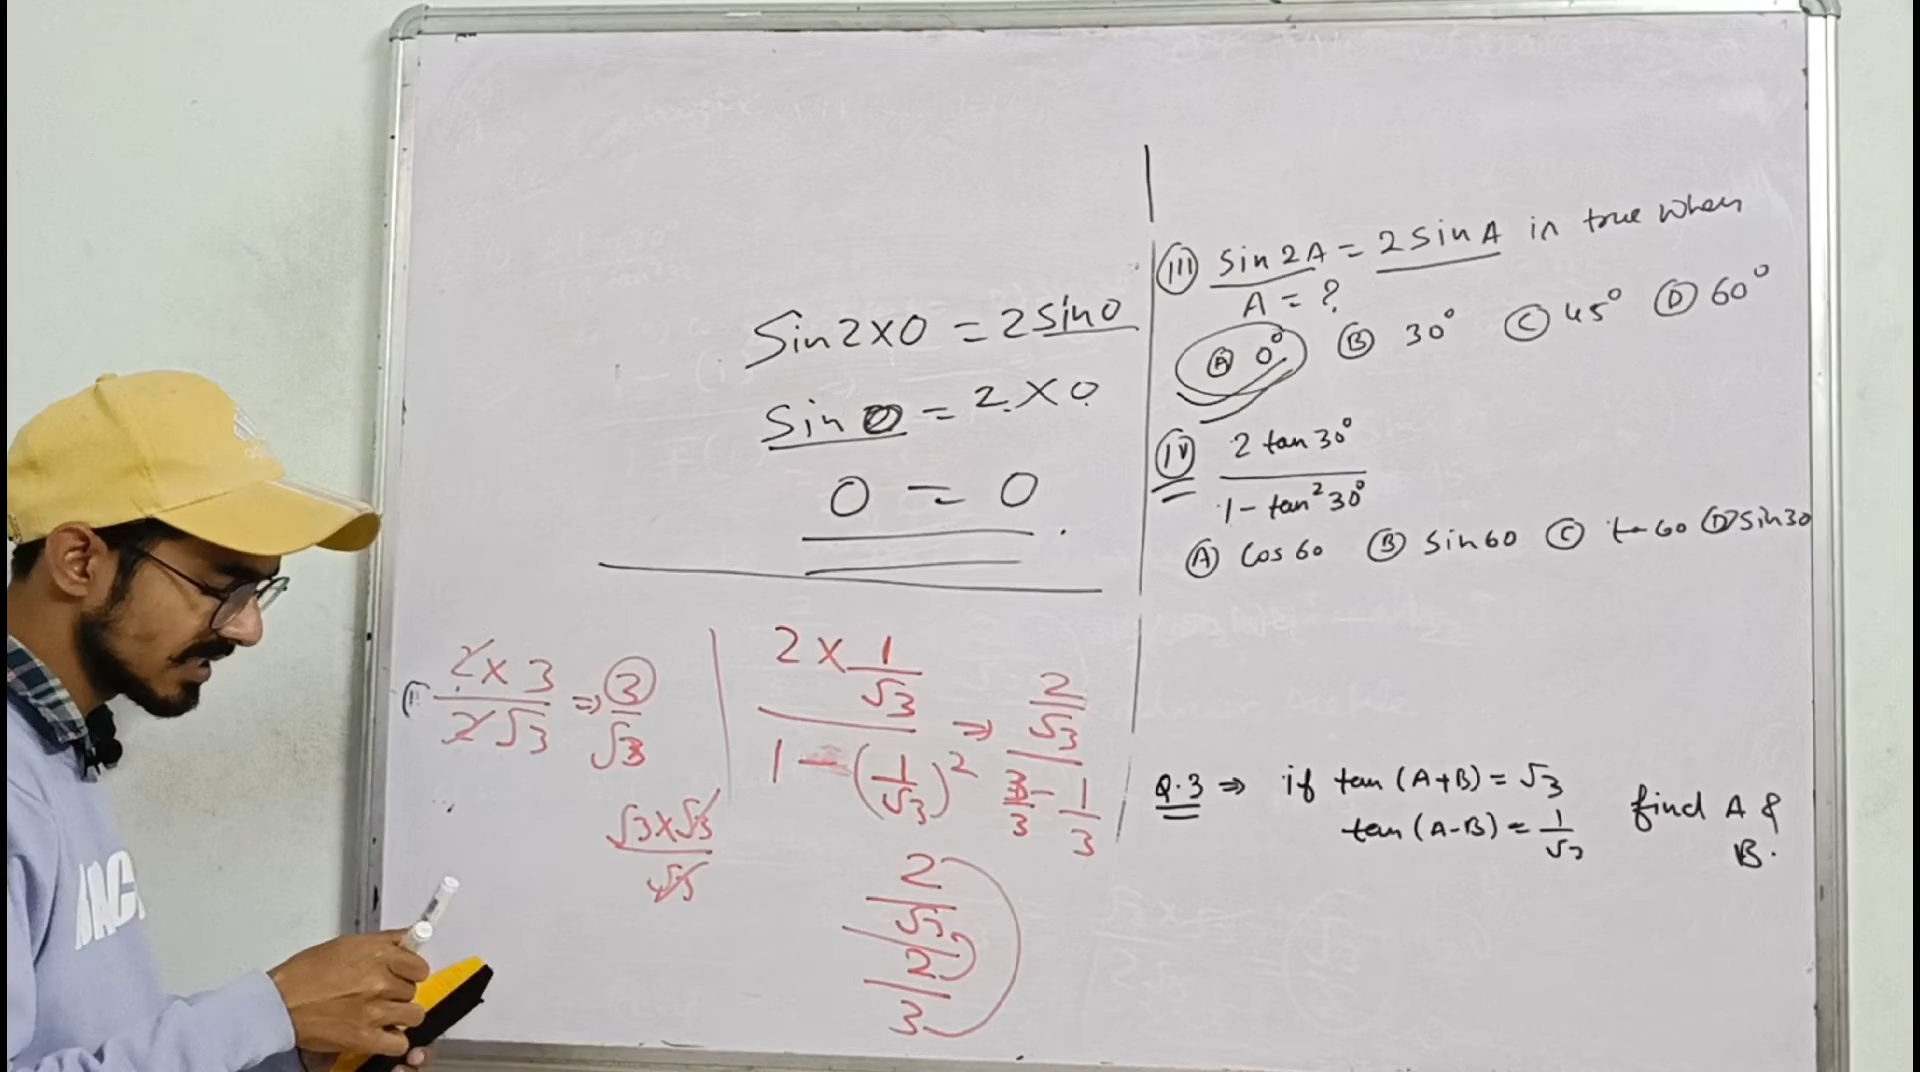 (III) Sin 2A = 2 Sin A in true when
A = ?
(A) 0° (B) 30° (C) 45° (D) 60°
(IV) 2 tan 30°
1 - tan² 30°
(A) Cos 60 (B) Sin 60 (C) t 60 (D) Sin 30
Q.3 ⇒ if tan (A+B) = √3 find A &
tan (A-B) = 1/√3 B.
Sin 2×0 = 2 sin 0
Sin 0 = 2 × 0
0 = 0
2 × 1/√3
1 - (1/√3)² ⇒ 2/√3
3/3 - 1/3
2/√3
2/3
2 × 3 / 2√3 ⇒ 3/√3
√3 × √3
√3